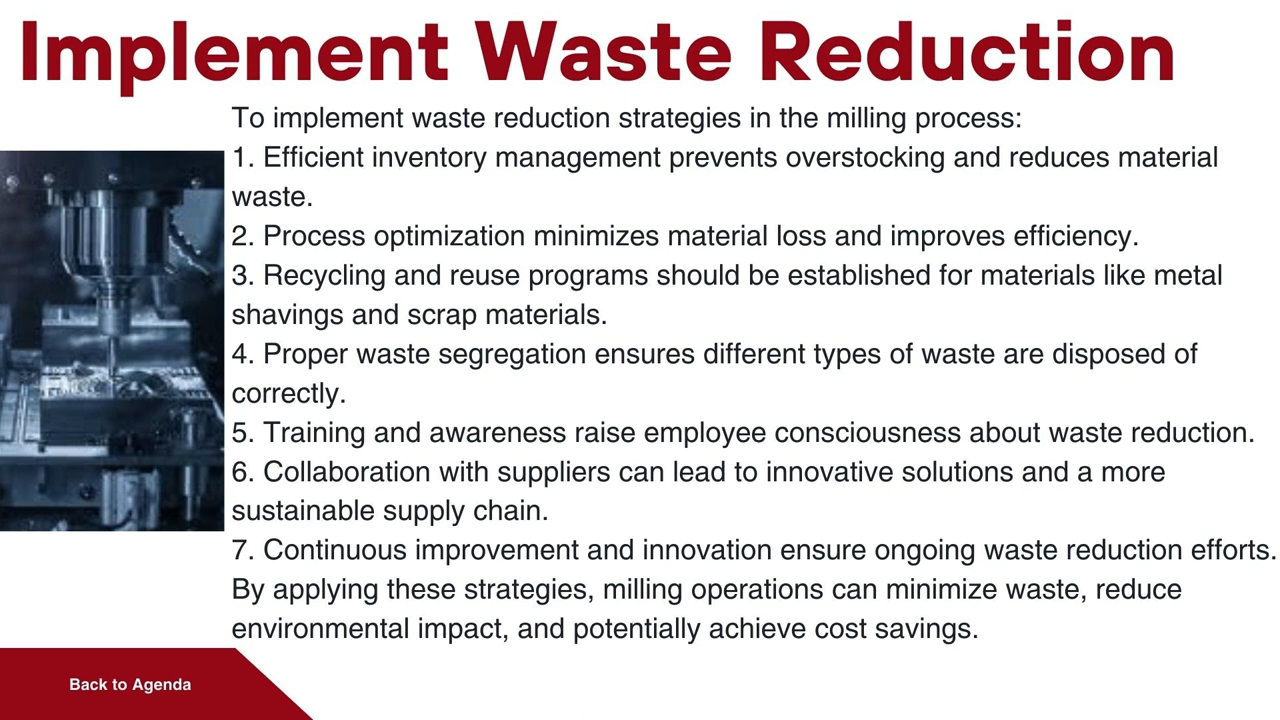 Implement Waste Reduction
To implement waste reduction strategies in the milling process:
1. Efficient inventory management prevents overstocking and reduces material
waste.
2. Process optimization minimizes material loss and improves efficiency.
3. Recycling and reuse programs should be established for materials like metal
shavings and scrap materials.
4. Proper waste segregation ensures different types of waste are disposed of
correctly.
5. Training and awareness raise employee consciousness about waste reduction.
6. Collaboration with suppliers can lead to innovative solutions and a more
sustainable supply chain.
7. Continuous improvement and innovation ensure ongoing waste reduction efforts.
By applying these strategies, milling operations can minimize waste, reduce
environmental impact, and potentially achieve cost savings.
Back to Agenda